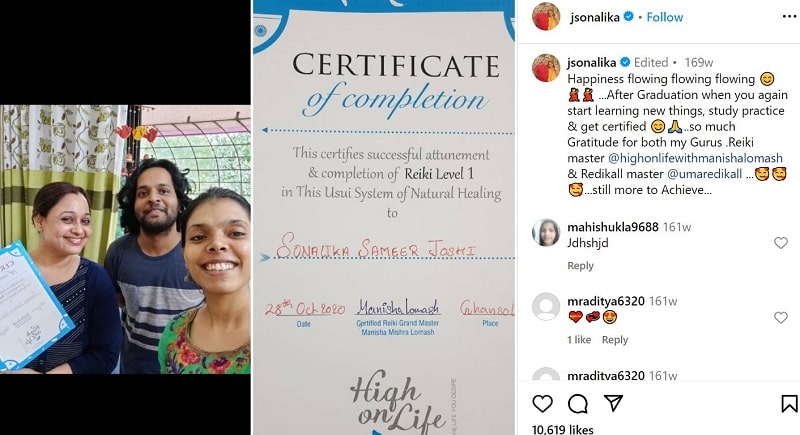 CERTIFICATE
of completion
This certifies successful attunement
& completion of Reiki Level 1
in This Usui System of Natural Healing
to
SONALIKA SAMEER JOSHI
28th Oct 2020 Manisha Lomash Ghansoli
Date Certified Reiki Grand Master Place
Manisha Mishra Lomash
High
on Life
THE LIFE YOU DESIRE
High
on Life
jsonalika • Follow
jsonalika Edited • 169w
Happiness flowing flowing flowing 😊
💃💃 ...After Graduation when you again
start learning new things, study practice
& get certified 😊🙏..so much
Gratitude for both my Gurus .Reiki
master @highonlifewithmanishalomash
& Redikall master @umaredikall ...🥰🥰
🥰...still more to Achieve...
mahishukla9688 161w
Jdhshjd
Reply
mraditya6320 161w
❤️💋😍
1 like Reply
mraditya6320 161w
10,619 likes